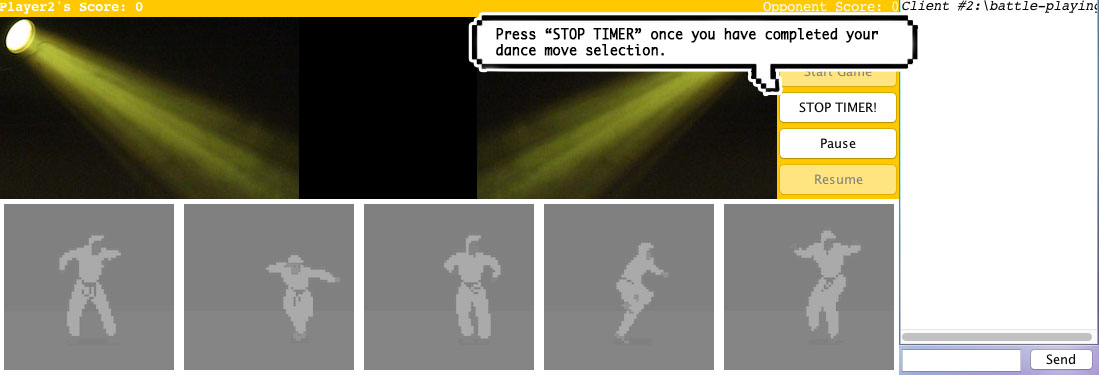 Player2's Score: 0
Opponent Score: 0
Client #2:\battle-playing
Press “STOP TIMER” once you have completed your
dance move selection.
Start Game
STOP TIMER!
Pause
Resume
Send